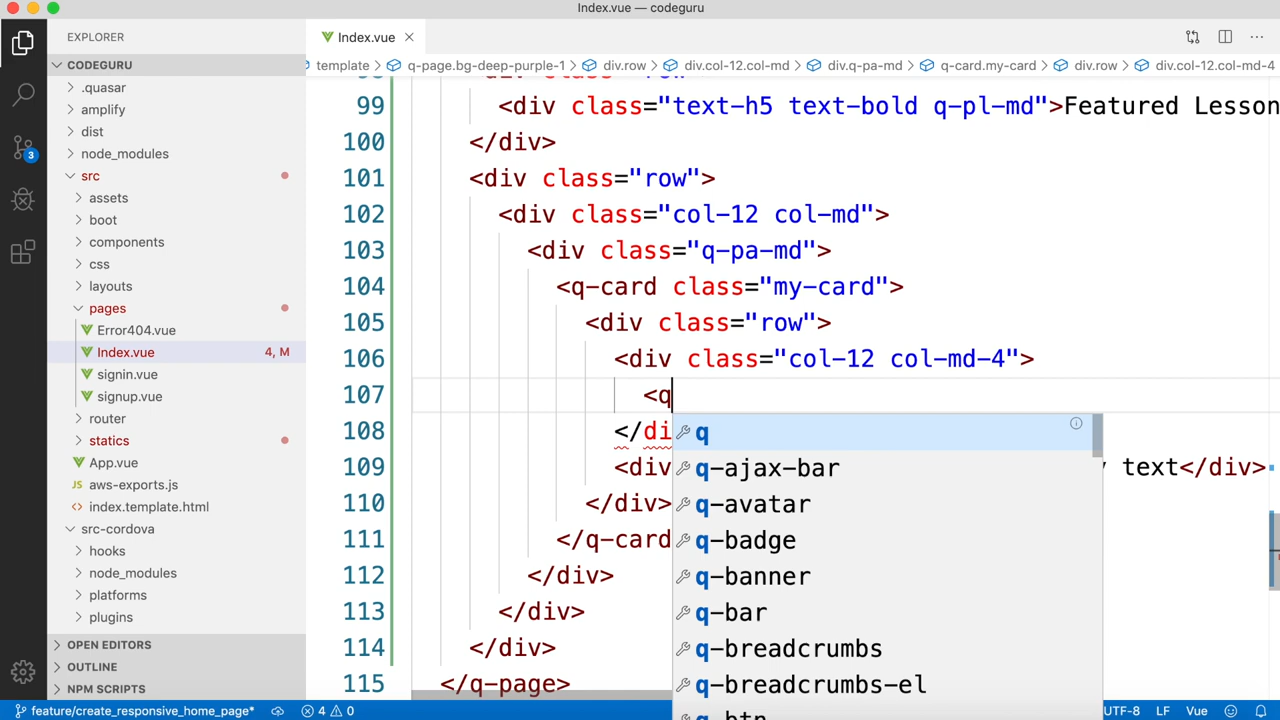 Index.vue — codeguru
EXPLORER
CODEGURU
.quasar
amplify
dist
node_modules
src
assets
boot
components
css
layouts
pages
Error404.vue
Index.vue 4, M
signin.vue
signup.vue
router
statics
App.vue
JS aws-exports.js
<> index.template.html
src-cordova
hooks
node_modules
platforms
plugins
OPEN EDITORS
OUTLINE
NPM SCRIPTS
3
Index.vue
template > q-page.bg-deep-purple-1 > div.row > div.col-12.col-md > div.q-pa-md > q-card.my-card > div.row > div.col-12.col-md-4
99 <div class="text-h5 text-bold q-pl-md">Featured Lesson
100 </div>
101 <div class="row">
102 <div class="col-12 col-md">
103 <div class="q-pa-md">
104 <q-card class="my-card">
105 <div class="row">
106 <div class="col-12 col-md-4">
107 <q
108 </di
109 <div text</div>
110 </div>
111 </q-card
112 </div>
113 </div>
114 </div>
115 </q-page>
q
q-ajax-bar
q-avatar
q-badge
q-banner
q-bar
q-breadcrumbs
q-breadcrumbs-el
q-btn
feature/create_responsive_home_page* 4 0 UTF-8 LF Vue